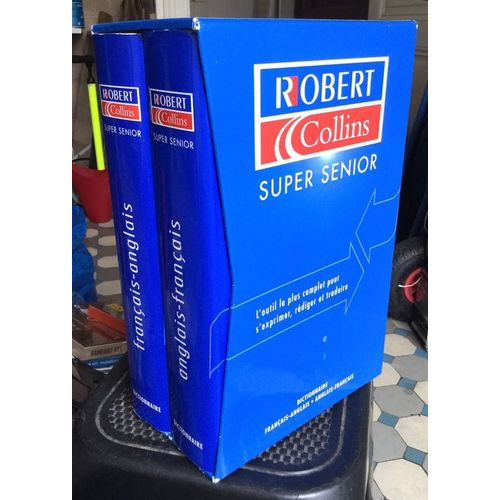 ROBERT
Collins
SUPER SENIOR
français-anglais
DICTIONNAIRE
ROBERT
Collins
SUPER SENIOR
anglais-français
DICTIONNAIRE
ROBERT
Collins
SUPER SENIOR
L'outil le plus complet pour
s'exprimer, rédiger et traduire
DICTIONNAIRE
FRANÇAIS-ANGLAIS • ANGLAIS-FRANÇAIS